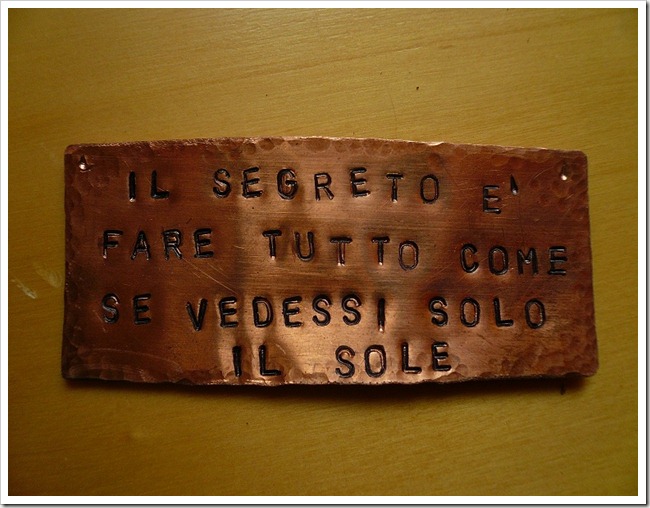 IL SEGRETO E'
FARE TUTTO COME
SE VEDESSI SOLO
IL SOLE